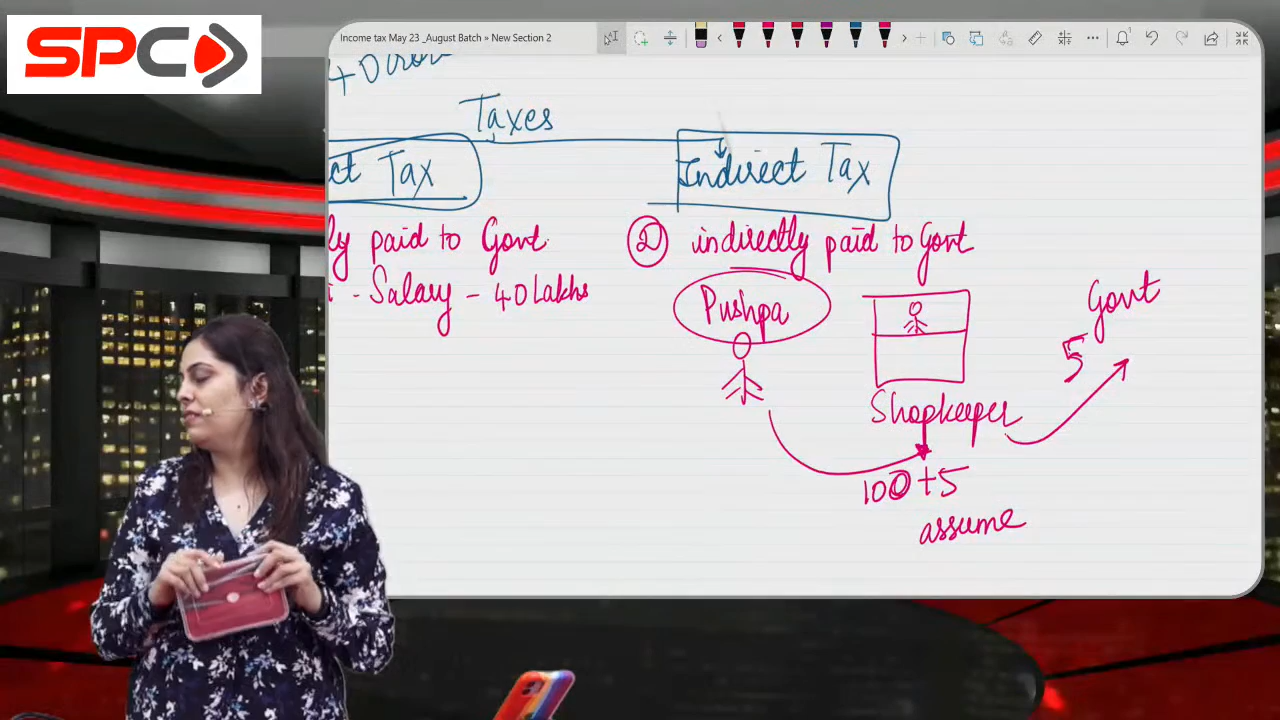 SPC
Income tax May 23 _August Batch » New Section 2
40
Taxes
ct Tax
Indirect Tax
ly paid to Govt
② indirectly paid to Govt
- Salary - 40 Lakhs
Pushpa
Govt
5
Shopkeeper
100 + 5
assume